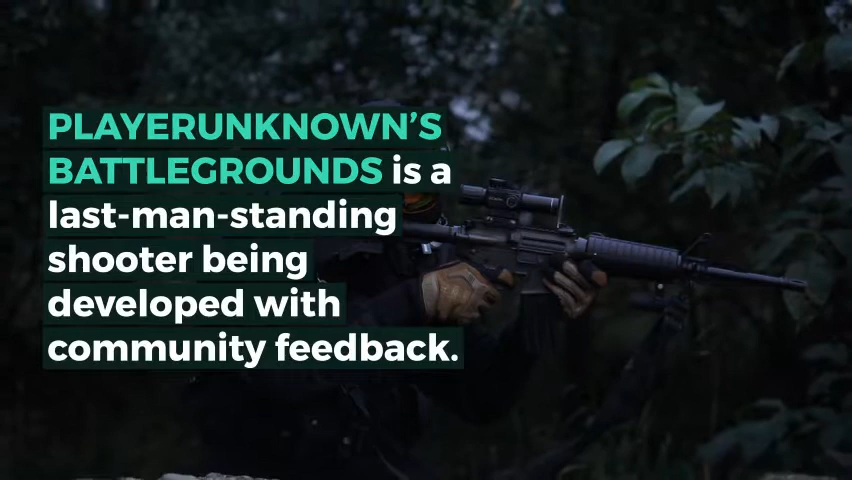 PLAYERUNKNOWN’S
BATTLEGROUNDS is a
last-man-standing
shooter being
developed with
community feedback.